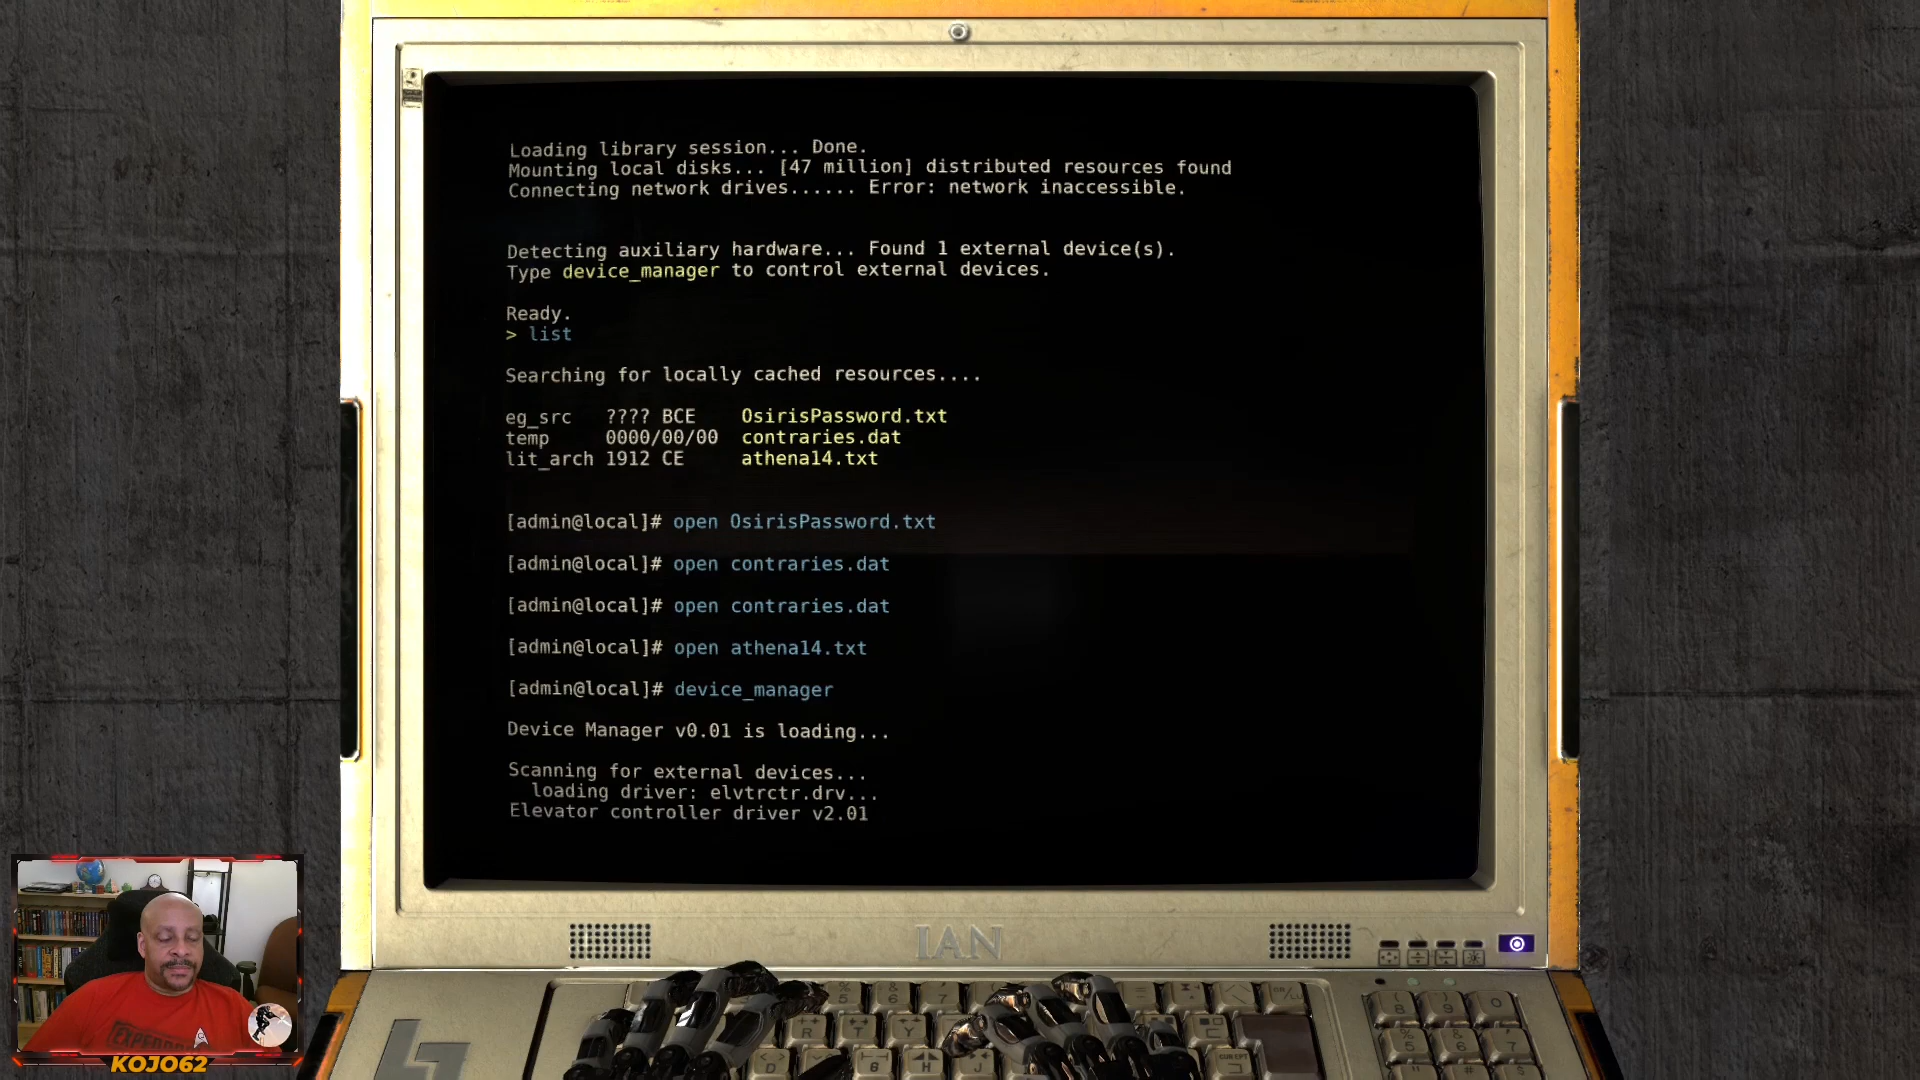 Loading library session... Done.
Mounting local disks... [47 million] distributed resources found
Connecting network drives...... Error: network inaccessible.
Detecting auxiliary hardware... Found 1 external device(s).
Type device_manager to control external devices.
Ready.
> list
Searching for locally cached resources....
eg_src ???? BCE OsirisPassword.txt
temp 0000/00/00 contraries.dat
lit_arch 1912 CE athena14.txt
[admin@local]# open OsirisPassword.txt
[admin@local]# open contraries.dat
[admin@local]# open contraries.dat
[admin@local]# open athena14.txt
[admin@local]# device_manager
Device Manager v0.01 is loading...
Scanning for external devices...
loading driver: elvtrctr.drv...
Elevator controller driver v2.01
IAN
KOJO62